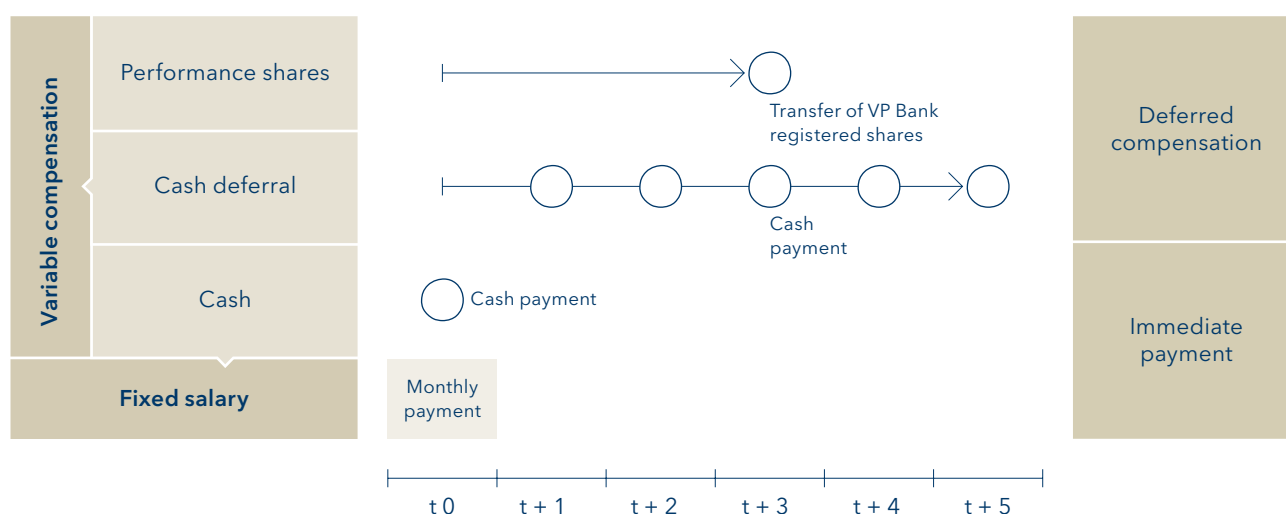 Variable compensation
Performance shares
Transfer of VP Bank
registered shares
Deferred
compensation
Cash deferral
Cash
payment
Cash
Cash payment
Immediate
payment
Fixed salary
Monthly
payment
t 0
t + 1
t + 2
t + 3
t + 4
t + 5